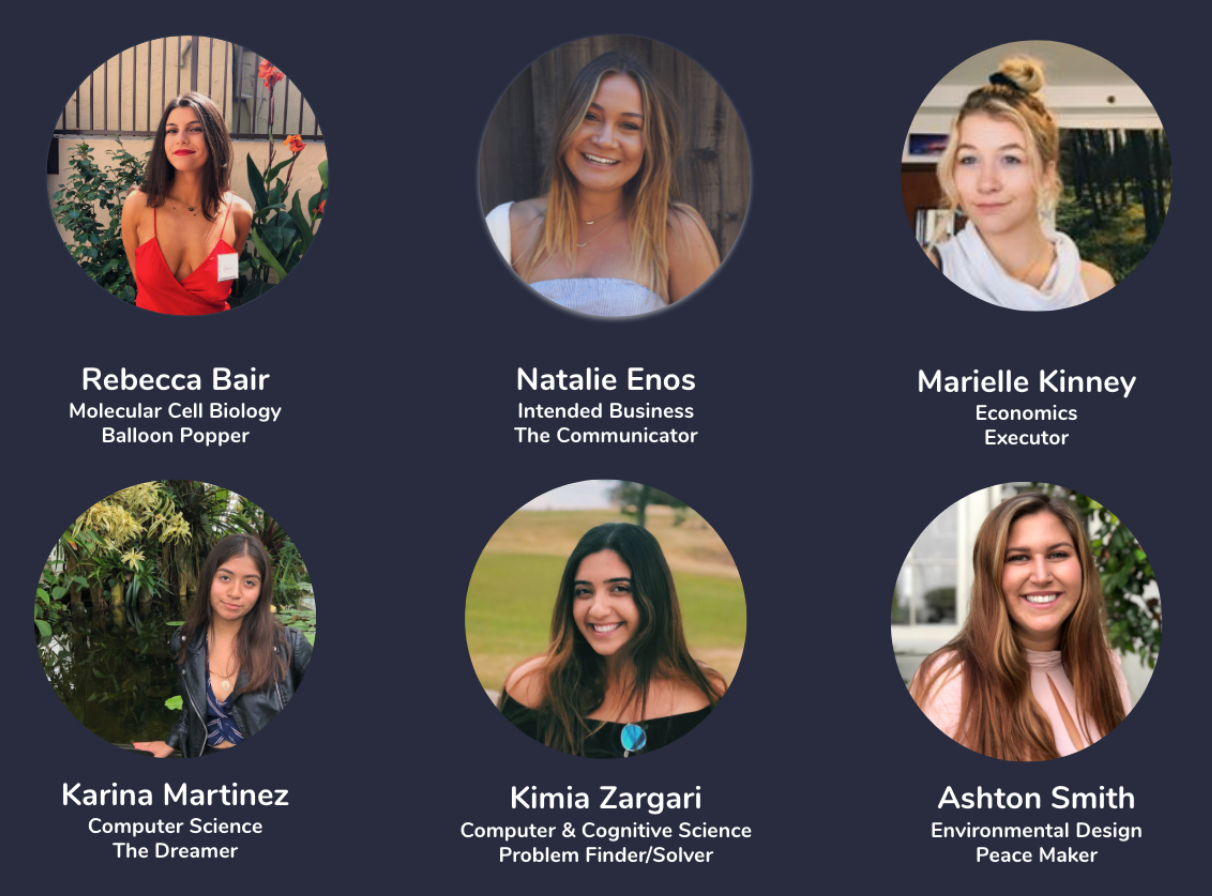 Rebecca Bair
Molecular Cell Biology
Balloon Popper
Natalie Enos
Intended Business
The Communicator
Marielle Kinney
Economics
Executor
Karina Martinez
Computer Science
The Dreamer
Kimia Zargari
Computer & Cognitive Science
Problem Finder/Solver
Ashton Smith
Environmental Design
Peace Maker